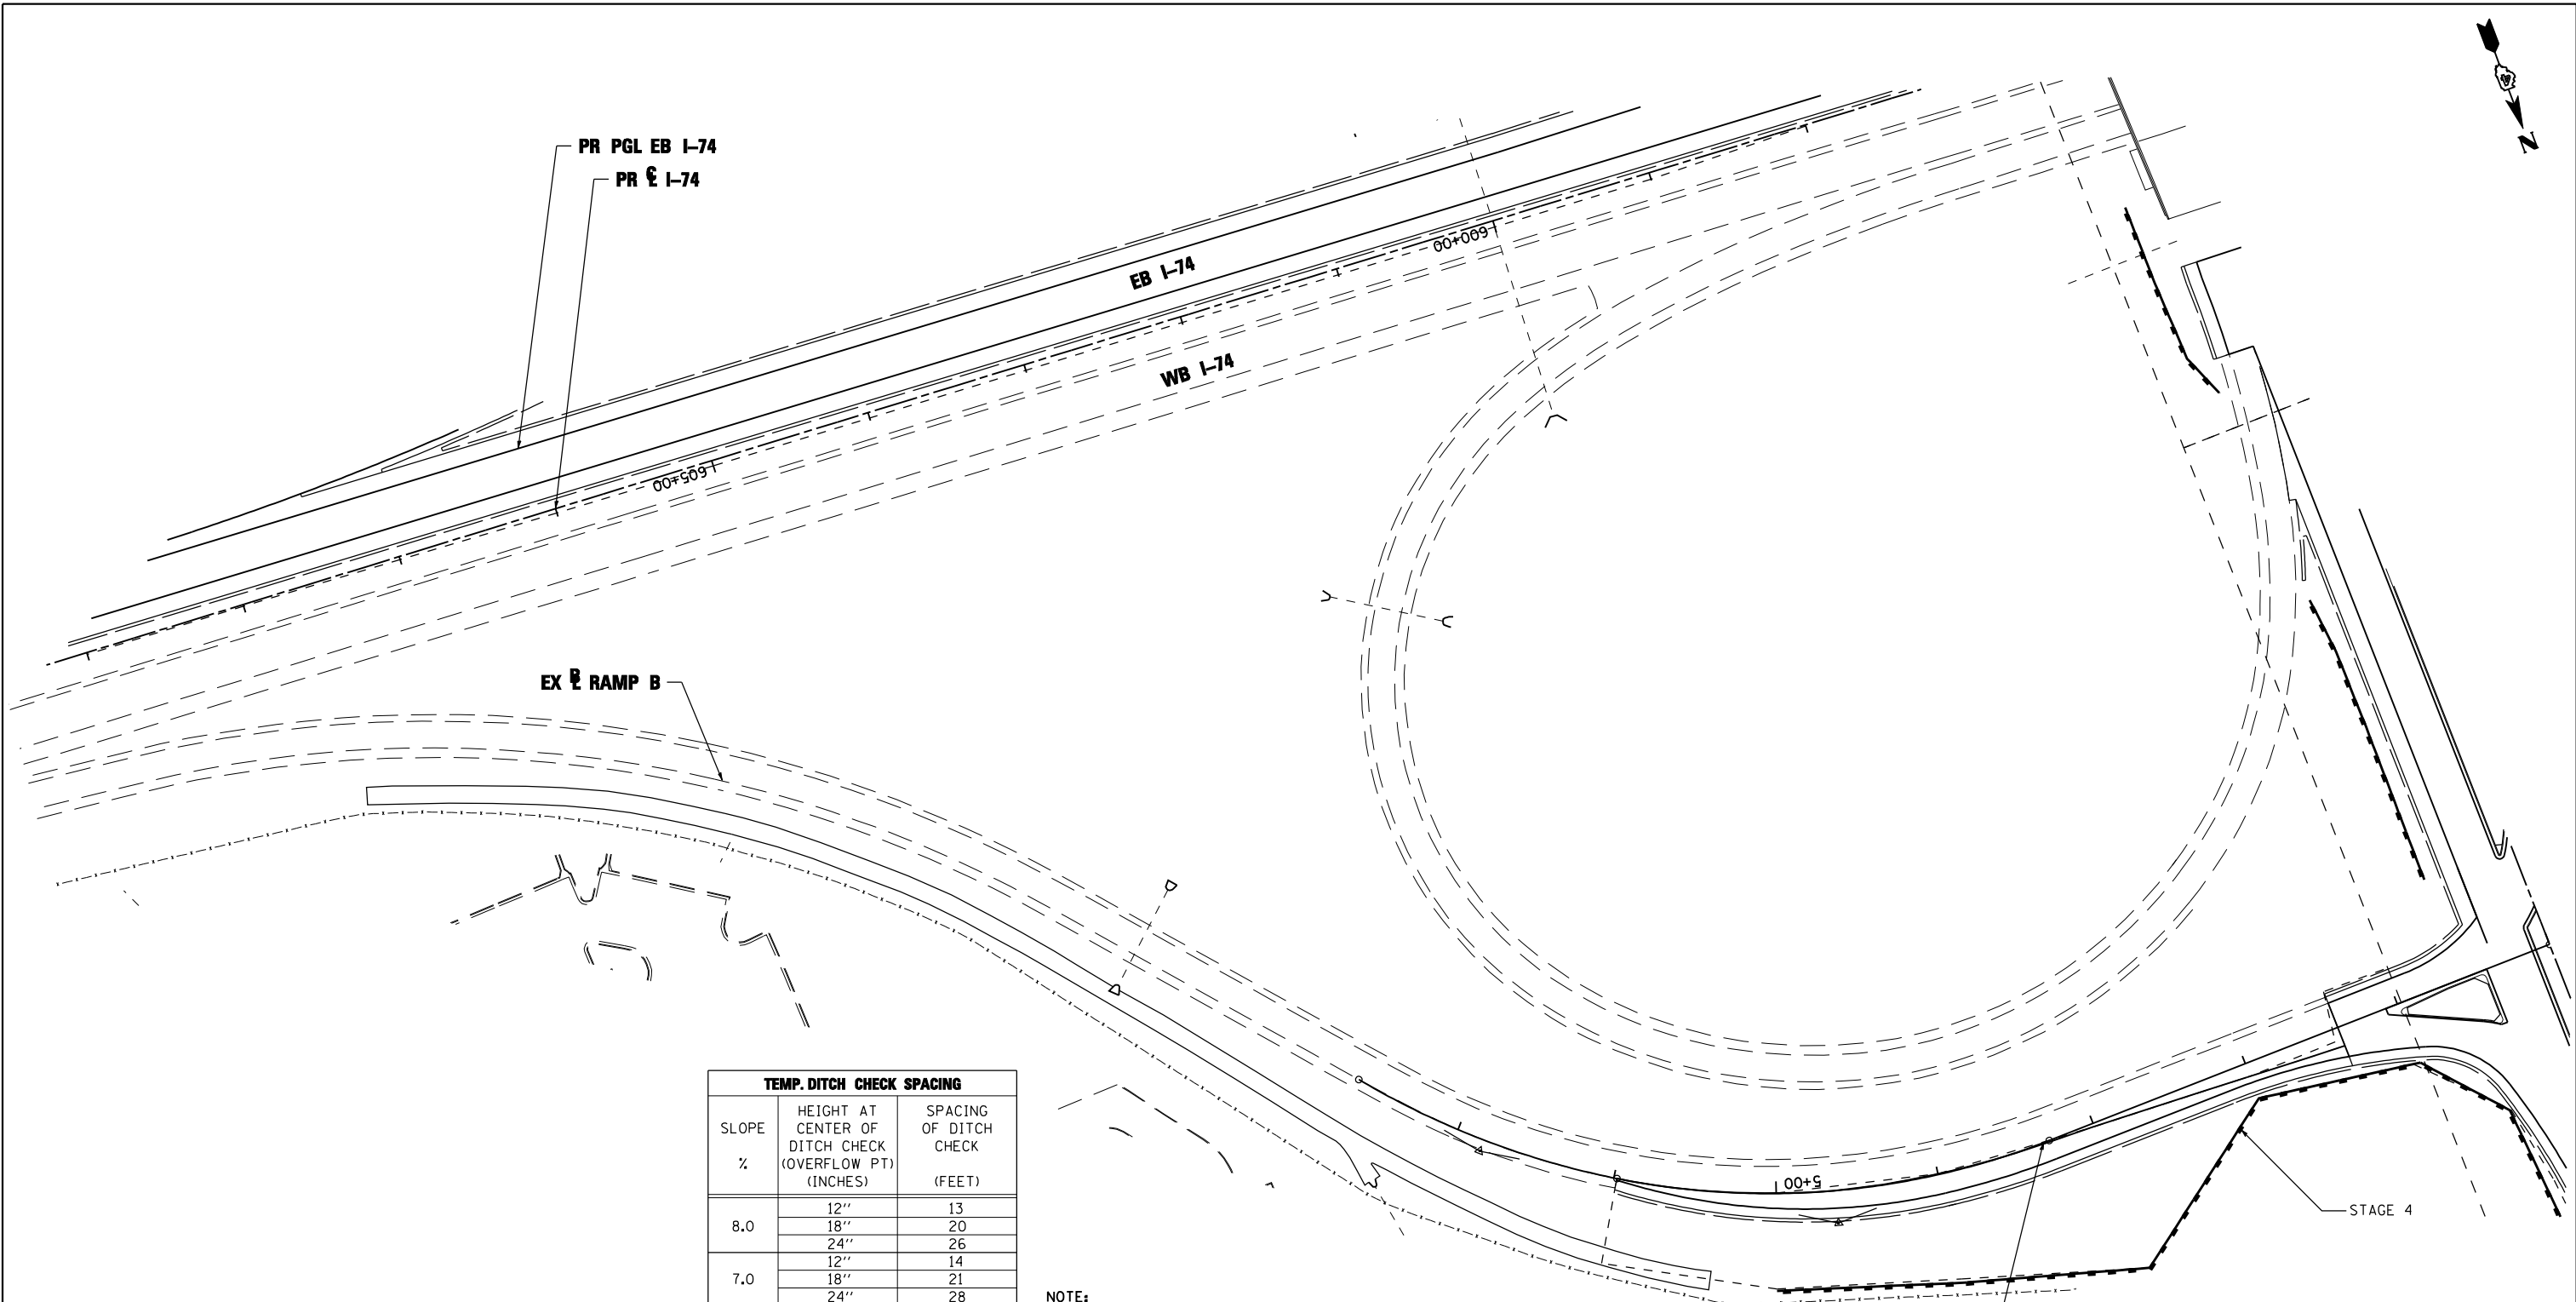 N
PR PGL EB I-74
PR ℄ I-74
600+00
EB I-74
WB I-74
605+00
EX B̲L̲ RAMP B
TEMP. DITCH CHECK SPACING
SLOPE
%
HEIGHT AT
CENTER OF
DITCH CHECK
(OVERFLOW PT)
(INCHES)
SPACING
OF DITCH
CHECK
(FEET)
8.0
12" 13
18" 20
24" 26
7.0
12" 14
18" 21
24" 28
5+00
STAGE 4
NOTE: